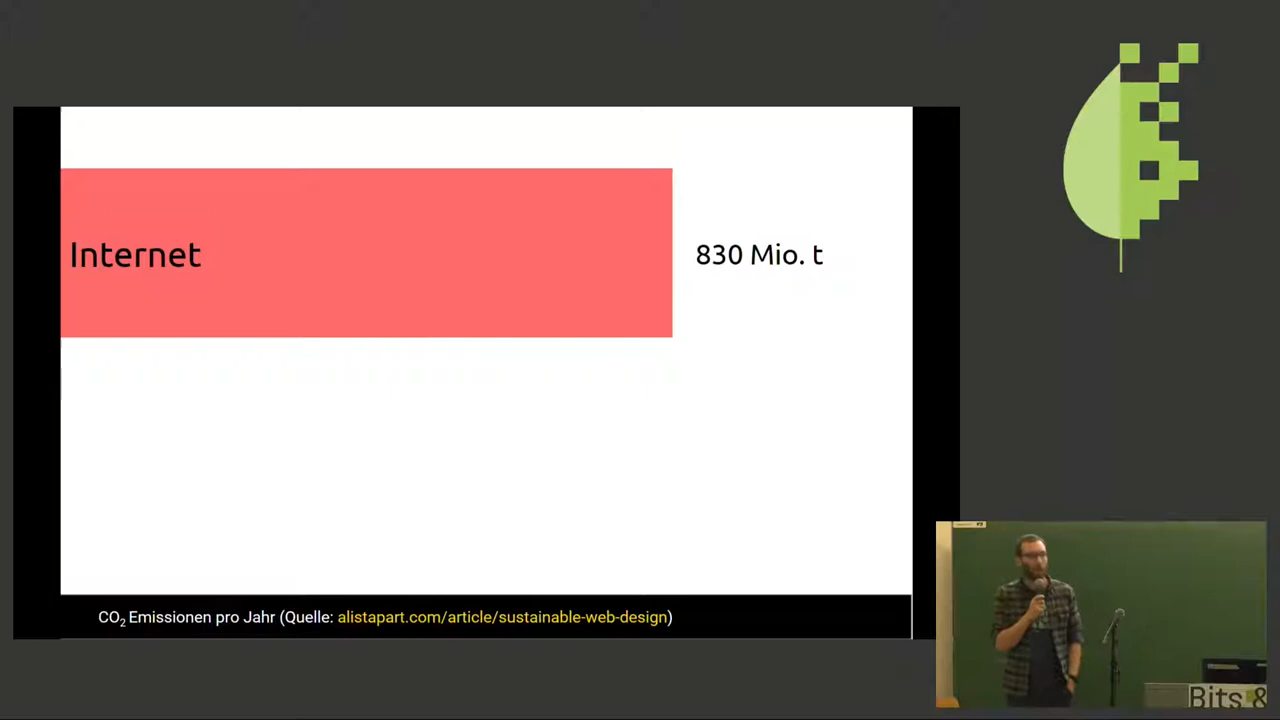 Internet
830 Mio. t
CO₂ Emissionen pro Jahr (Quelle: alistapart.com/article/sustainable-web-design)
Bits &